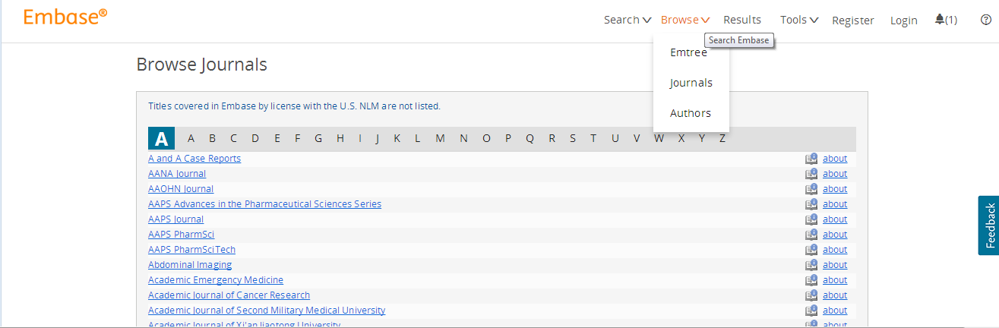 Embase®
Search Browse Results Tools Register Login (1) ?
Search Embase
Emtree
Journals
Authors
Browse Journals
Titles covered in Embase by license with the U.S. NLM are not listed.
A A B C D E F G H I J K L M N O P Q R S T U V W X Y Z
A and A Case Reports about
AANA Journal about
AAOHN Journal about
AAPS Advances in the Pharmaceutical Sciences Series about
AAPS Journal about
AAPS PharmSci about
AAPS PharmSciTech about
Abdominal Imaging about
Academic Emergency Medicine about
Academic Journal of Cancer Research about
Academic Journal of Second Military Medical University about
Academic Journal of Xi'an Jiaotong University about
Feedback